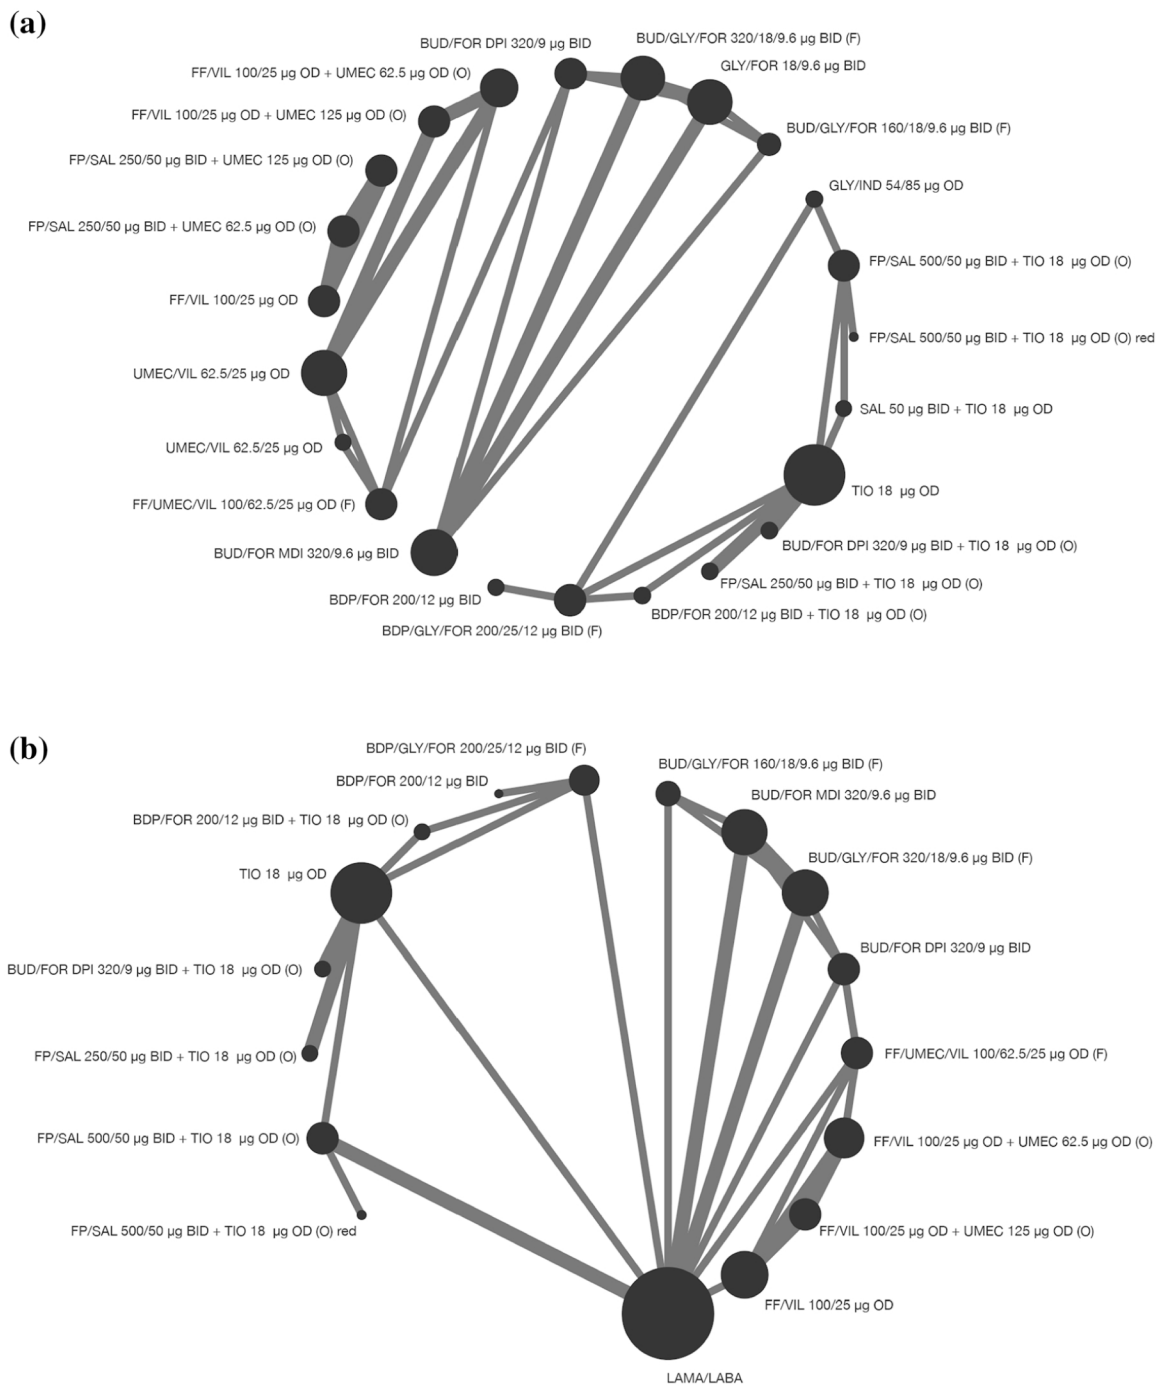 (a)
BUD/FOR DPI 320/9 µg BID
BUD/GLY/FOR 320/18/9.6 µg BID (F)
FF/VIL 100/25 µg OD + UMEC 62.5 µg OD (O)
GLY/FOR 18/9.6 µg BID
FF/VIL 100/25 µg OD + UMEC 125 µg OD (O)
BUD/GLY/FOR 160/18/9.6 µg BID (F)
FP/SAL 250/50 µg BID + UMEC 125 µg OD (O)
GLY/IND 54/85 µg OD
FP/SAL 250/50 µg BID + UMEC 62.5 µg OD (O)
FP/SAL 500/50 µg BID + TIO 18 µg OD (O)
FF/VIL 100/25 µg OD
FP/SAL 500/50 µg BID + TIO 18 µg OD (O) red
UMEC/VIL 62.5/25 µg OD
SAL 50 µg BID + TIO 18 µg OD
UMEC/VIL 62.5/25 µg OD
TIO 18 µg OD
FF/UMEC/VIL 100/62.5/25 µg OD (F)
BUD/FOR DPI 320/9 µg BID + TIO 18 µg OD (O)
BUD/FOR MDI 320/9.6 µg BID
FP/SAL 250/50 µg BID + TIO 18 µg OD (O)
BDP/FOR 200/12 µg BID
BDP/FOR 200/12 µg BID + TIO 18 µg OD (O)
BDP/GLY/FOR 200/25/12 µg BID (F)
(b)
BDP/GLY/FOR 200/25/12 µg BID (F)
BUD/GLY/FOR 160/18/9.6 µg BID (F)
BDP/FOR 200/12 µg BID
BUD/FOR MDI 320/9.6 µg BID
BDP/FOR 200/12 µg BID + TIO 18 µg OD (O)
BUD/GLY/FOR 320/18/9.6 µg BID (F)
TIO 18 µg OD
BUD/FOR DPI 320/9 µg BID
BUD/FOR DPI 320/9 µg BID + TIO 18 µg OD (O)
FF/UMEC/VIL 100/62.5/25 µg OD (F)
FP/SAL 250/50 µg BID + TIO 18 µg OD (O)
FP/SAL 500/50 µg BID + TIO 18 µg OD (O)
FF/VIL 100/25 µg OD + UMEC 62.5 µg OD (O)
FP/SAL 500/50 µg BID + TIO 18 µg OD (O) red
FF/VIL 100/25 µg OD + UMEC 125 µg OD (O)
FF/VIL 100/25 µg OD
LAMA/LABA